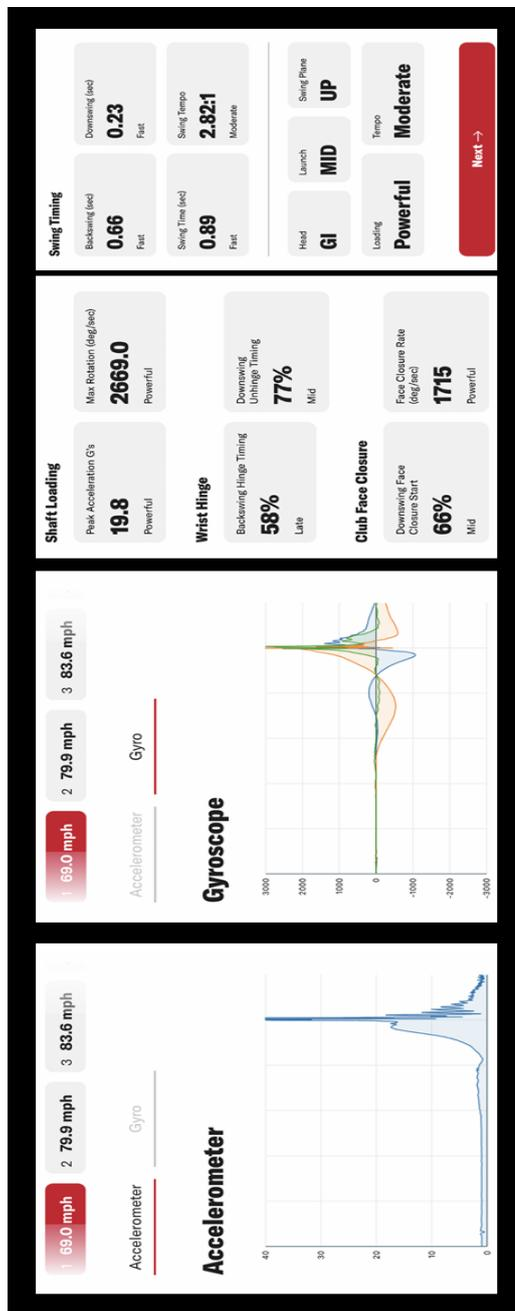 1 69.0 mph
2 79.9 mph
3 83.6 mph
Accelerometer
Gyro
Accelerometer
40
30
20
10
0
1 69.0 mph
2 79.9 mph
3 83.6 mph
Accelerometer
Gyro
Gyroscope
3000
2000
1000
0
-1000
-2000
-3000
Shaft Loading
Peak Acceleration G's
19.8
Powerful
Max Rotation (deg/sec)
2669.0
Powerful
Wrist Hinge
Backswing Hinge Timing
58%
Late
Downswing
Unhinge Timing
77%
Mid
Club Face Closure
Downswing Face
Closure Start
66%
Mid
Face Closure Rate
(deg/sec)
1715
Powerful
Swing Timing
Backswing (sec)
0.66
Fast
Downswing (sec)
0.23
Fast
Swing Time (sec)
0.89
Fast
Swing Tempo
2.82:1
Moderate
Head
GI
Launch
MID
Swing Plane
UP
Loading
Powerful
Tempo
Moderate
Next →